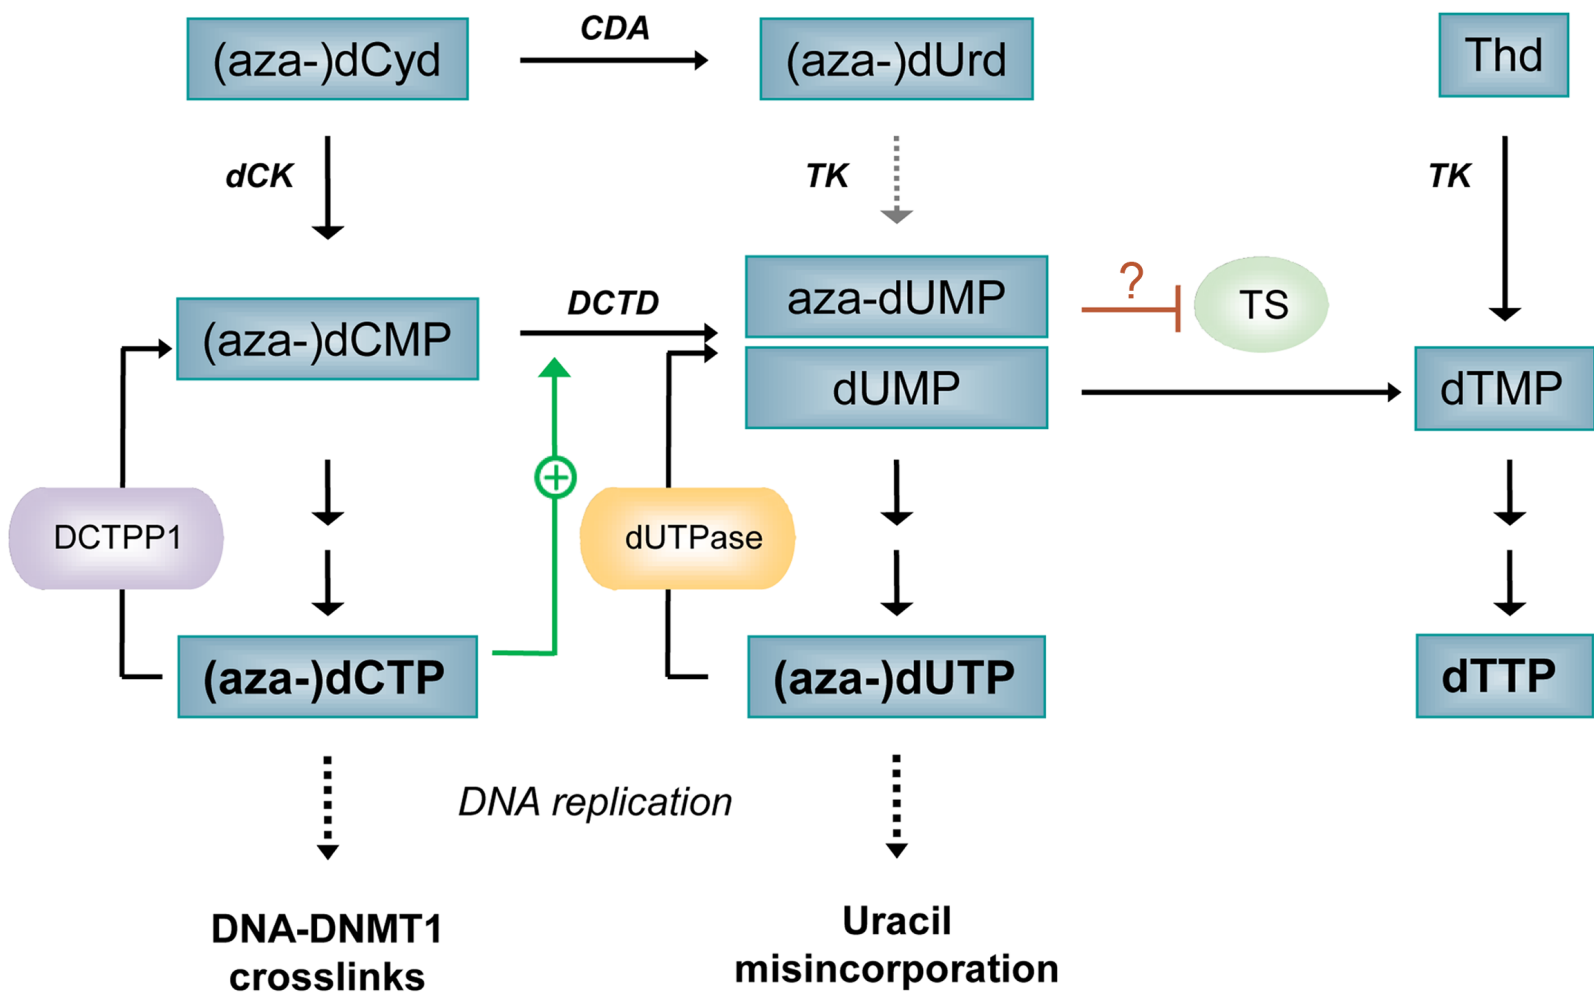 (aza-)dCyd
CDA
(aza-)dUrd
Thd
dCK
TK
TK
(aza-)dCMP
DCTD
aza-dUMP
?
TS
dUMP
dTMP
DCTPP1
+
dUTPase
(aza-)dCTP
(aza-)dUTP
dTTP
DNA replication
DNA-DNMT1
crosslinks
Uracil
misincorporation